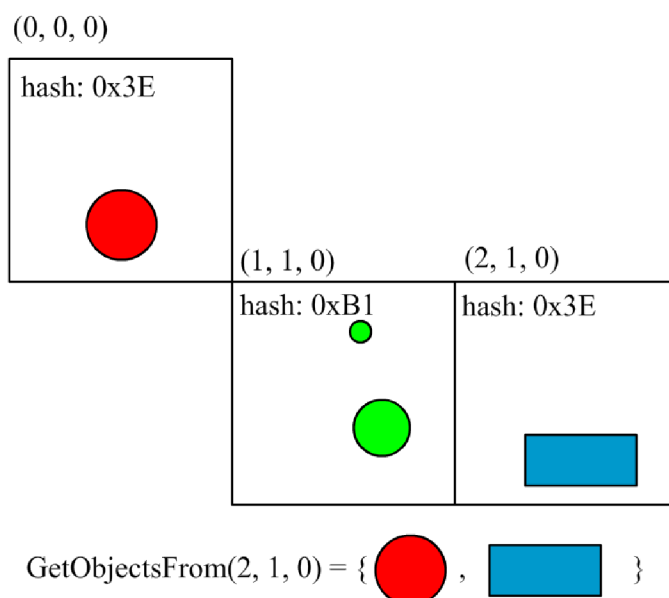 (0, 0, 0)
hash: 0x3E
(1, 1, 0)
(2, 1, 0)
hash: 0xB1
hash: 0x3E
GetObjectsFrom(2, 1, 0) = { , }